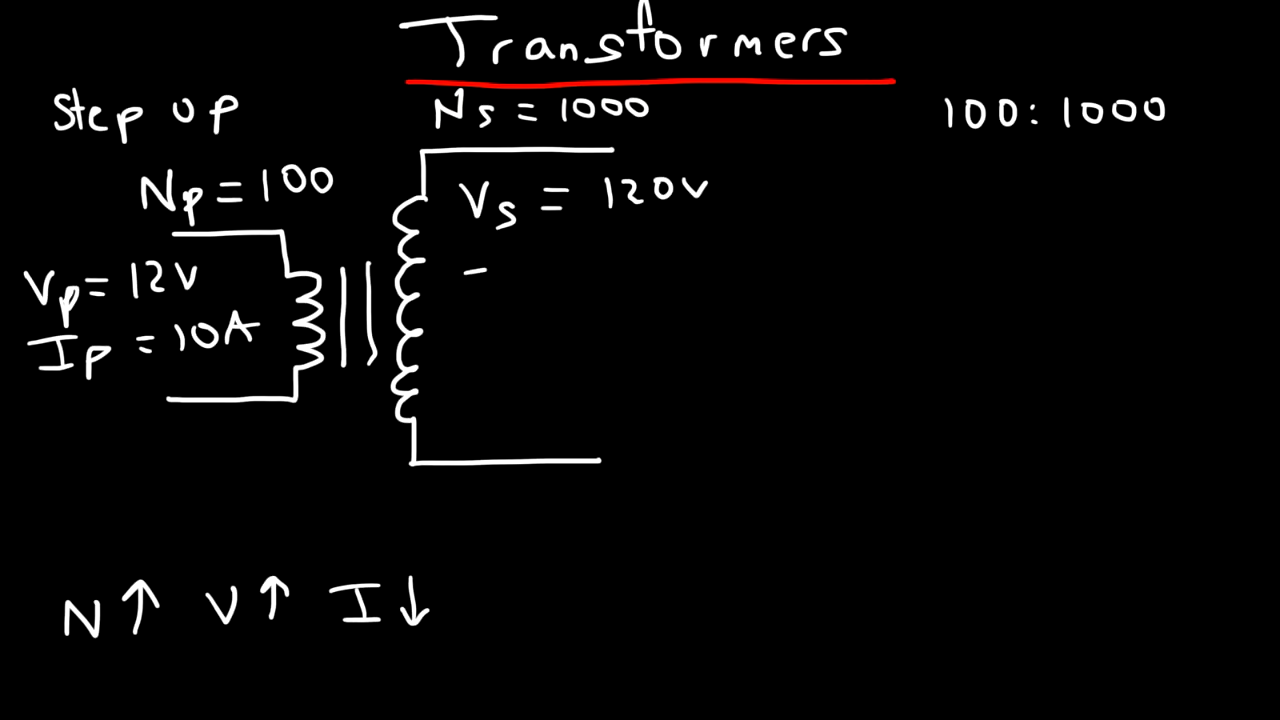 Transformers
Step up
Ns = 1000
100: 1000
Np = 100
Vs = 120v
Vp = 12V
Ip = 10A
N↑ V↑ I↓